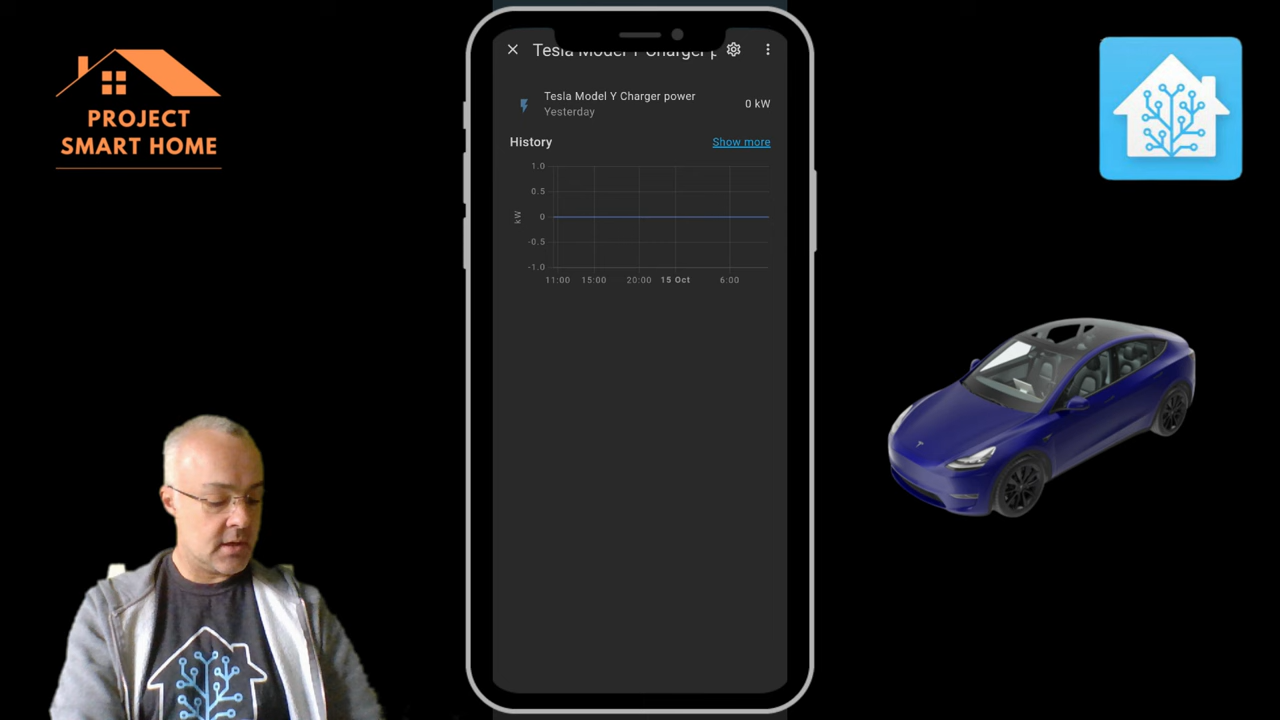 PROJECT
SMART HOME
Tesla Model Y Charger p
Tesla Model Y Charger power
Yesterday
0 kW
History
Show more
1.0
0.5
0
-0.5
-1.0
kW
11:00
15:00
20:00
15 Oct
6:00